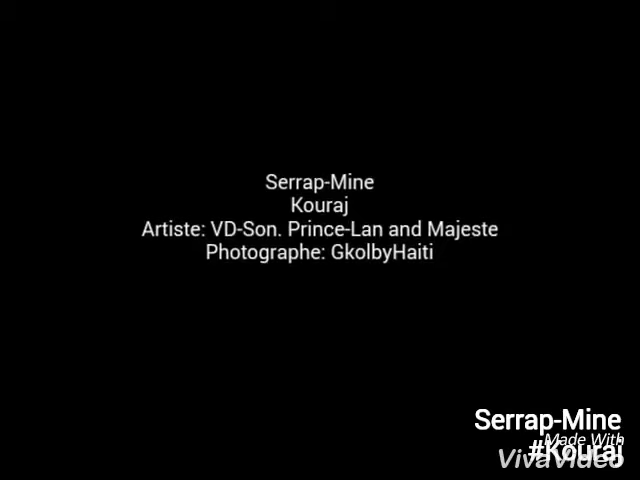 Serrap-Mine
Kouraj
Artiste: VD-Son. Prince-Lan and Majeste
Photographe: GkolbyHaiti
Serrap-Mine
Made With
#Kouraj
VivaVideo